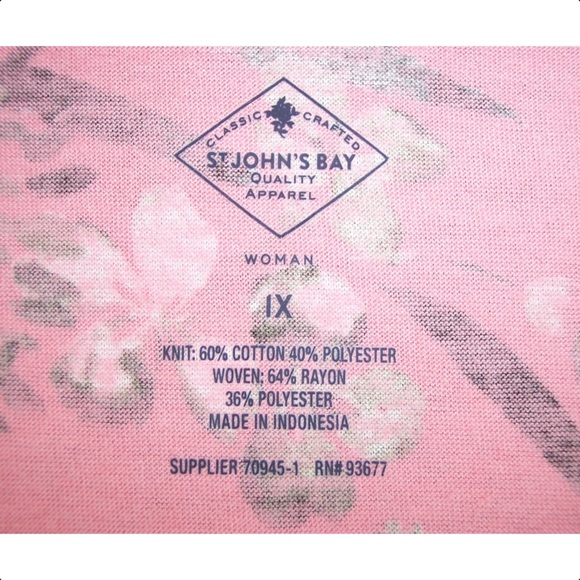 CLASSIC CRAFTED
ST JOHN'S BAY
QUALITY
APPAREL
WOMAN
1X
KNIT: 60% COTTON 40% POLYESTER
WOVEN: 64% RAYON
36% POLYESTER
MADE IN INDONESIA
SUPPLIER 70945-1 RN# 93677